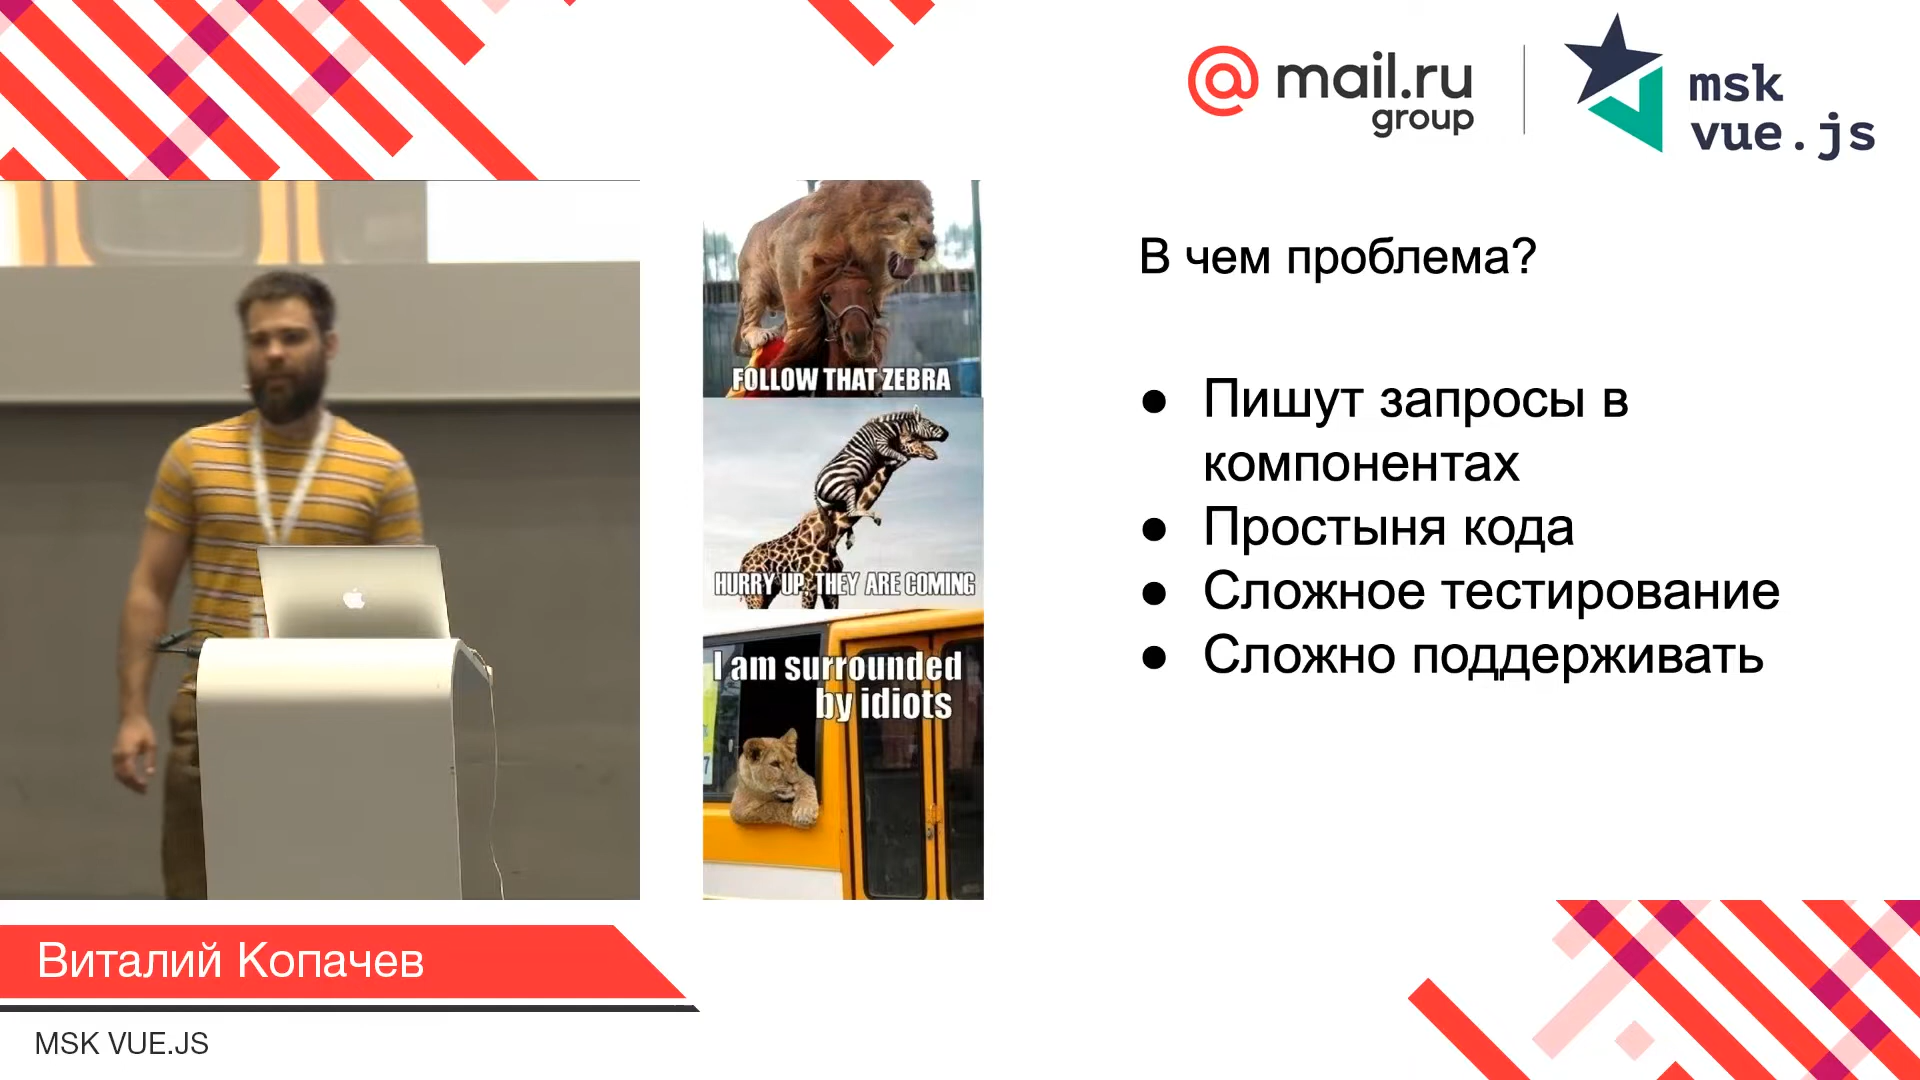 @mail.ru
group
msk
vue.js
FOLLOW THAT ZEBRA
HURRY UP, THEY ARE COMING
I am surrounded
by idiots
В чем проблема?
● Пишут запросы в
компонентах
● Простыня кода
● Сложное тестирование
● Сложно поддерживать
Виталий Копачев
MSK VUE.JS